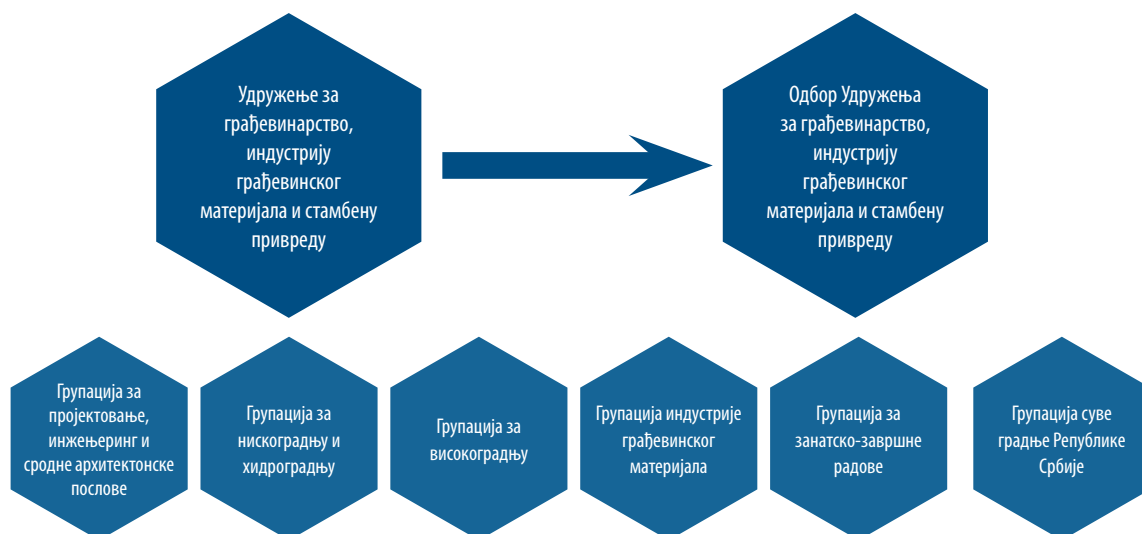 Удружење за
грађевинарство,
индустрију
грађевинског
материјала и стамбену
привреду
Одбор Удружења
за грађевинарство,
индустрију
грађевинског
материјала и стамбену
привреду
Групација за
пројектовање,
инжењеринг и
сродне архитектонске
послове
Групација за
нискоградњу и
хидроградњу
Групација за
високоградњу
Групација индустрије
грађевинског
материјала
Групација за
занатско-завршне
радове
Групација суве
градње Републике
Србије